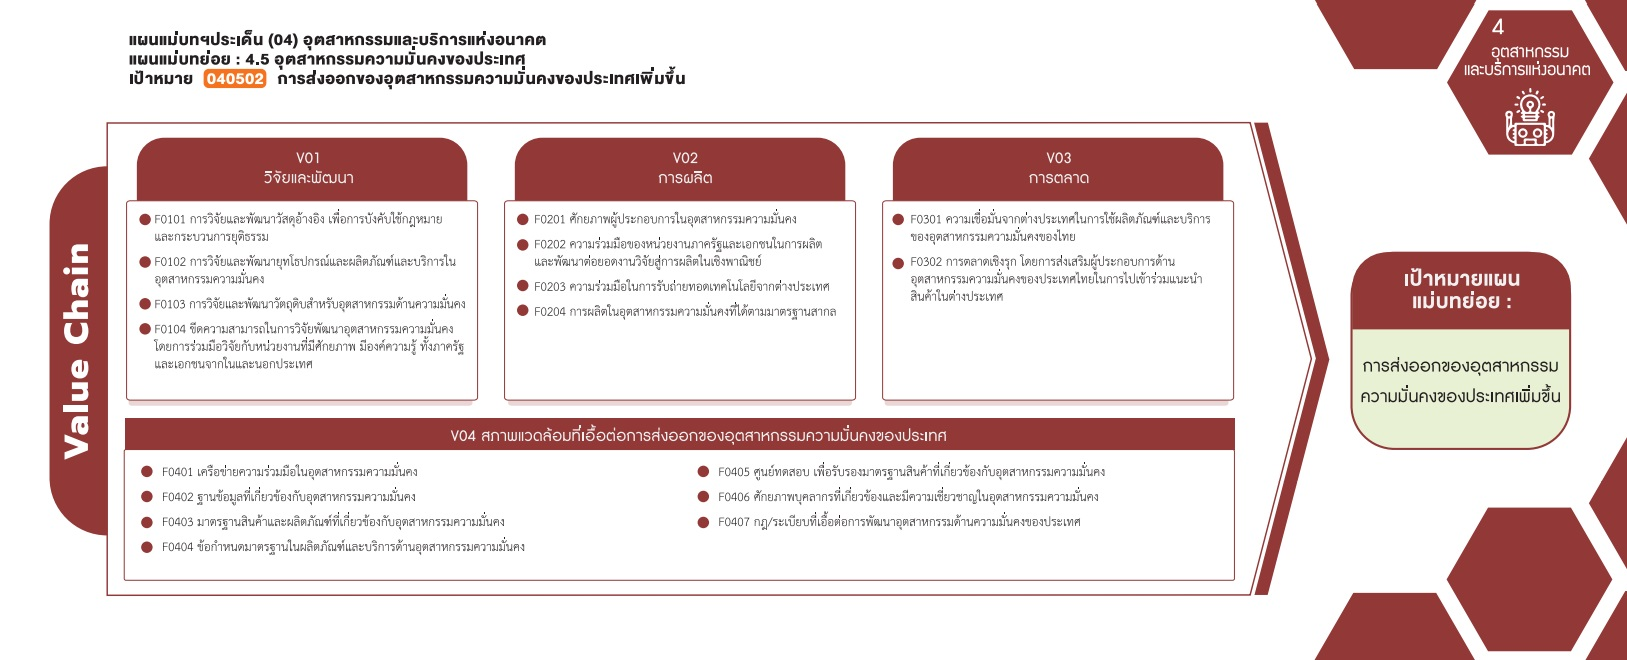 แผนแม่บทฯประเด็น (04) อุตสาหกรรมและบริการแห่งอนาคต
แผนแม่บทย่อย : 4.5 อุตสาหกรรมความมั่นคงของประเทศ
เป้าหมาย 040502 การส่งออกของอุตสาหกรรมความมั่นคงของประเทศเพิ่มขึ้น
4
อุตสาหกรรม
และบริการแห่งอนาคต
Value Chain
V01
วิจัยและพัฒนา
F0101 การวิจัยและพัฒนาวัสดุอ้างอิง เพื่อการบังคับใช้กฎหมาย
และกระบวนการยุติธรรม
F0102 การวิจัยและพัฒนายุทโธปกรณ์และผลิตภัณฑ์และบริการใน
อุตสาหกรรมความมั่นคง
F0103 การวิจัยและพัฒนาวัตถุดิบสำหรับอุตสาหกรรมด้านความมั่นคง
F0104 ขีดความสามารถในการวิจัยพัฒนาอุตสาหกรรมความมั่นคง
โดยการร่วมมือวิจัยกับหน่วยงานที่มีศักยภาพ มีองค์ความรู้ ทั้งภาครัฐ
และเอกชนจากในและนอกประเทศ
V02
การผลิต
F0201 ศักยภาพผู้ประกอบการในอุตสาหกรรมความมั่นคง
F0202 ความร่วมมือของหน่วยงานภาครัฐและเอกชนในการผลิต
และพัฒนาต่อยอดงานวิจัยสู่การผลิตในเชิงพาณิชย์
F0203 ความร่วมมือในการรับถ่ายทอดเทคโนโลยีจากต่างประเทศ
F0204 การผลิตในอุตสาหกรรมความมั่นคงที่ได้ตามมาตรฐานสากล
V03
การตลาด
F0301 ความเชื่อมั่นจากต่างประเทศในการใช้ผลิตภัณฑ์และบริการ
ของอุตสาหกรรมความมั่นคงของไทย
F0302 การตลาดเชิงรุก โดยการส่งเสริมผู้ประกอบการด้าน
อุตสาหกรรมความมั่นคงของประเทศไทยในการไปเข้าร่วมแนะนำ
สินค้าในต่างประเทศ
V04 สภาพแวดล้อมที่เอื้อต่อการส่งออกของอุตสาหกรรมความมั่นคงของประเทศ
F0401 เครือข่ายความร่วมมือในอุตสาหกรรมความมั่นคง
F0402 ฐานข้อมูลที่เกี่ยวข้องกับอุตสาหกรรมความมั่นคง
F0403 มาตรฐานสินค้าและผลิตภัณฑ์ที่เกี่ยวข้องกับอุตสาหกรรมความมั่นคง
F0404 ข้อกำหนดมาตรฐานในผลิตภัณฑ์และบริการด้านอุตสาหกรรมความมั่นคง
F0405 ศูนย์ทดสอบ เพื่อรับรองมาตรฐานสินค้าที่เกี่ยวข้องกับอุตสาหกรรมความมั่นคง
F0406 ศักยภาพบุคลากรที่เกี่ยวข้องและมีความเชี่ยวชาญในอุตสาหกรรมความมั่นคง
F0407 กฎ/ระเบียบที่เอื้อต่อการพัฒนาอุตสาหกรรมด้านความมั่นคงของประเทศ
เป้าหมายแผน
แม่บทย่อย :
การส่งออกของอุตสาหกรรม
ความมั่นคงของประเทศเพิ่มขึ้น